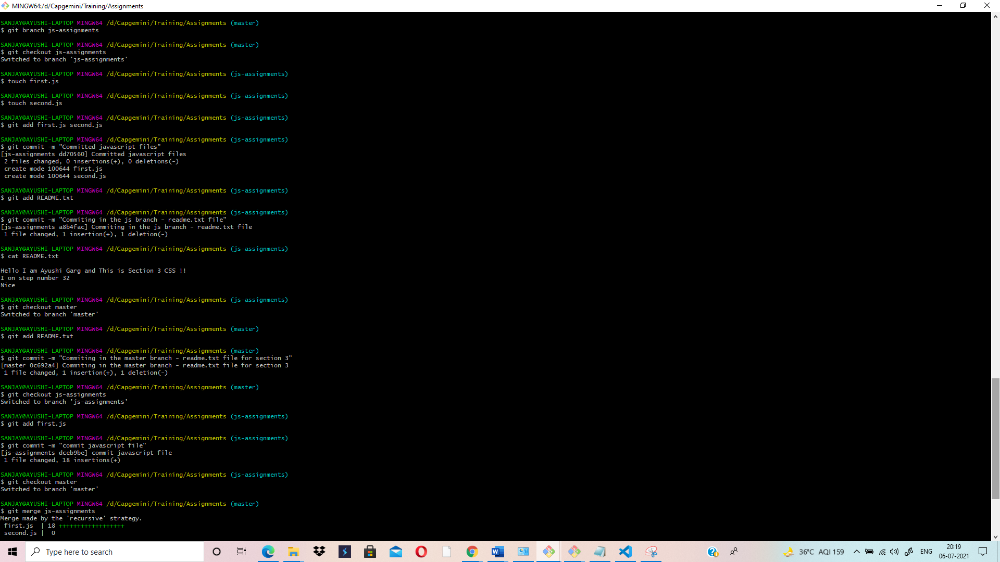 MINGW64:/d/Capgemini/Training/Assignments
SANJAY@AYUSHI-LAPTOP MINGW64 /d/Capgemini/Training/Assignments (master)
$ git branch js-assignments
SANJAY@AYUSHI-LAPTOP MINGW64 /d/Capgemini/Training/Assignments (master)
$ git checkout js-assignments
Switched to branch 'js-assignments'
SANJAY@AYUSHI-LAPTOP MINGW64 /d/Capgemini/Training/Assignments (js-assignments)
$ touch first.js
SANJAY@AYUSHI-LAPTOP MINGW64 /d/Capgemini/Training/Assignments (js-assignments)
$ touch second.js
SANJAY@AYUSHI-LAPTOP MINGW64 /d/Capgemini/Training/Assignments (js-assignments)
$ git add first.js second.js
SANJAY@AYUSHI-LAPTOP MINGW64 /d/Capgemini/Training/Assignments (js-assignments)
$ git commit -m "Committed javascript files"
[js-assignments dd70560] Committed javascript files
 2 files changed, 0 insertions(+), 0 deletions(-)
 create mode 100644 first.js
 create mode 100644 second.js
SANJAY@AYUSHI-LAPTOP MINGW64 /d/Capgemini/Training/Assignments (js-assignments)
$ git add README.txt
SANJAY@AYUSHI-LAPTOP MINGW64 /d/Capgemini/Training/Assignments (js-assignments)
$ git commit -m "Commiting in the js branch - readme.txt file"
[js-assignments a8b4fac] Commiting in the js branch - readme.txt file
 1 file changed, 1 insertion(+), 1 deletion(-)
SANJAY@AYUSHI-LAPTOP MINGW64 /d/Capgemini/Training/Assignments (js-assignments)
$ cat README.txt
Hello I am Ayushi Garg and This is Section 3 CSS !!
I on step number 32
Nice
SANJAY@AYUSHI-LAPTOP MINGW64 /d/Capgemini/Training/Assignments (js-assignments)
$ git checkout master
Switched to branch 'master'
SANJAY@AYUSHI-LAPTOP MINGW64 /d/Capgemini/Training/Assignments (master)
$ git add README.txt
SANJAY@AYUSHI-LAPTOP MINGW64 /d/Capgemini/Training/Assignments (master)
$ git commit -m "Commiting in the master branch - readme.txt file for section 3"
[master 0c692a4] Commiting in the master branch - readme.txt file for section 3
 1 file changed, 1 insertion(+), 1 deletion(-)
SANJAY@AYUSHI-LAPTOP MINGW64 /d/Capgemini/Training/Assignments (master)
$ git checkout js-assignments
Switched to branch 'js-assignments'
SANJAY@AYUSHI-LAPTOP MINGW64 /d/Capgemini/Training/Assignments (js-assignments)
$ git add first.js
SANJAY@AYUSHI-LAPTOP MINGW64 /d/Capgemini/Training/Assignments (js-assignments)
$ git commit -m "commit javascript file"
[js-assignments dceb9be] commit javascript file
 1 file changed, 18 insertions(+)
SANJAY@AYUSHI-LAPTOP MINGW64 /d/Capgemini/Training/Assignments (js-assignments)
$ git checkout master
Switched to branch 'master'
SANJAY@AYUSHI-LAPTOP MINGW64 /d/Capgemini/Training/Assignments (master)
$ git merge js-assignments
Merge made by the 'recursive' strategy.
 first.js  | 18 ++++++++++++++++++
 second.js |  0
Type here to search
36°C AQI 159
ENG
20:19
06-07-2021